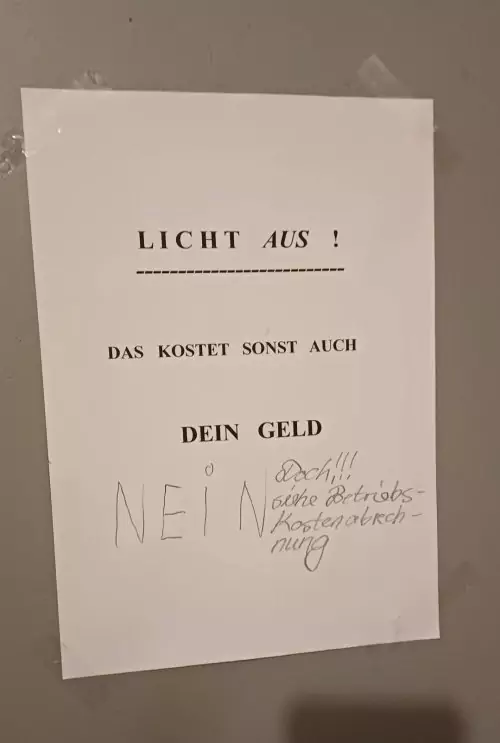 LICHT AUS !
--------------------------
DAS KOSTET SONST AUCH
DEIN GELD
NEiN
Doch!!!
siehe Betriebs-
kostenabrech-
nung